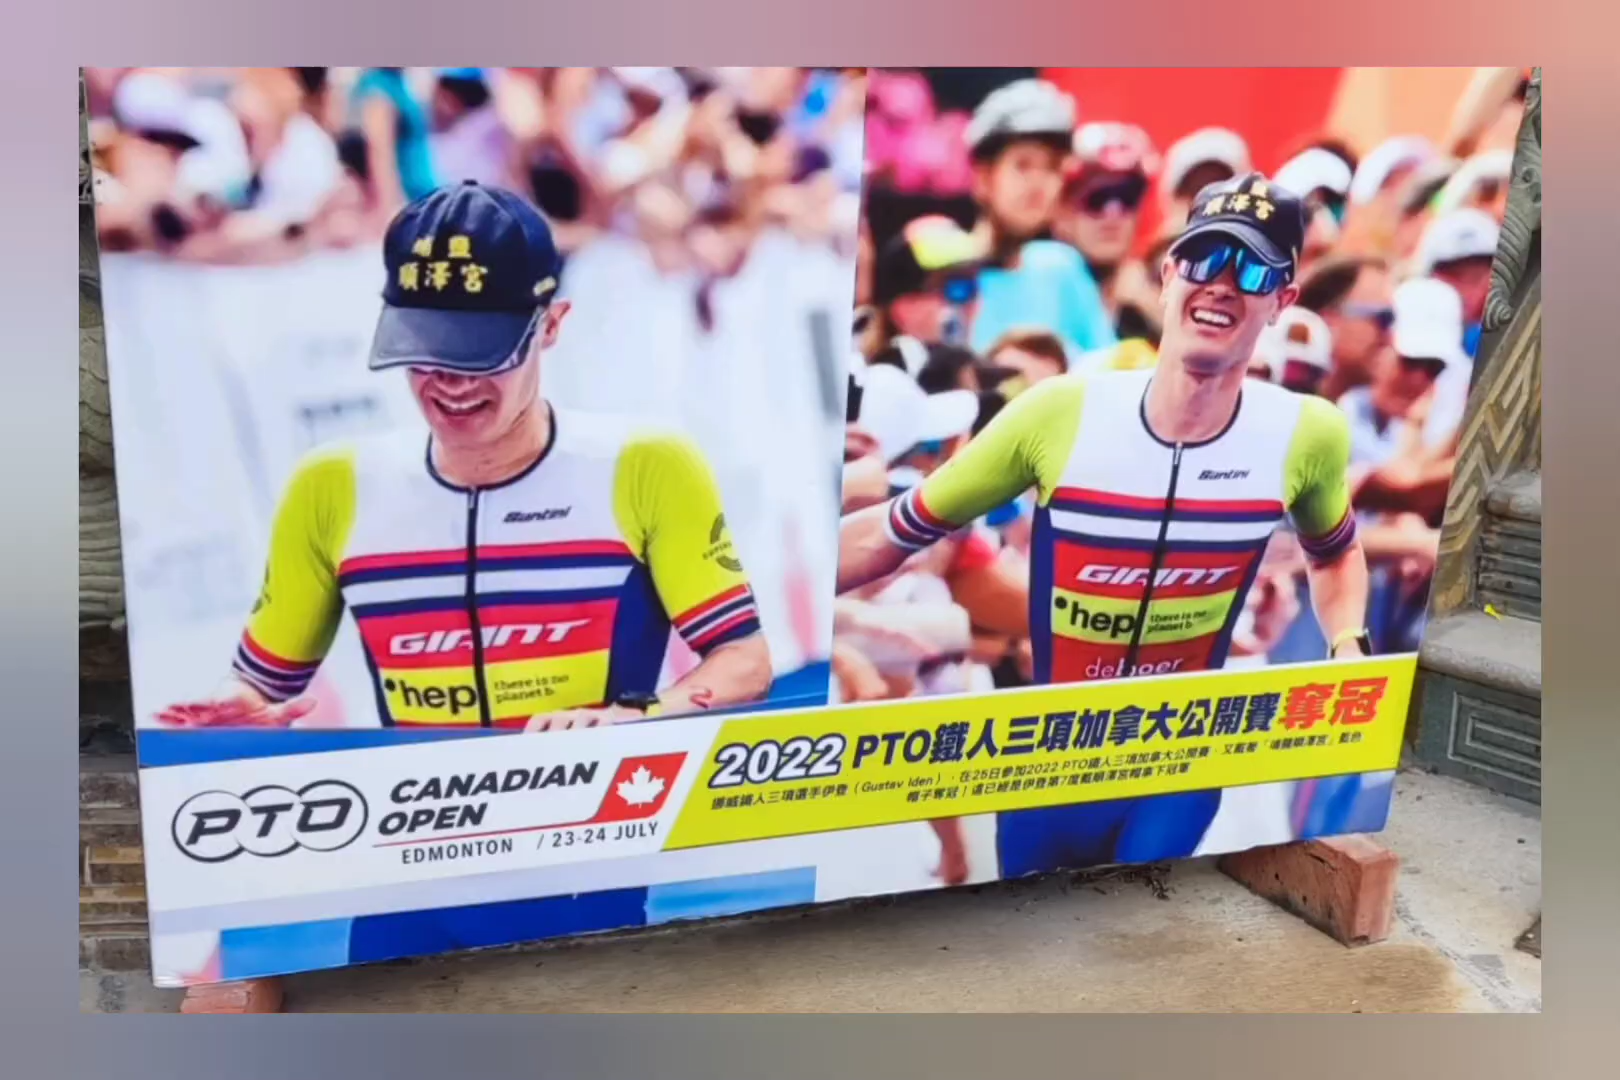 埔鹽
順澤宮
鹽
順澤宮
Santini
Santini
GIANT
hep
there is no
planet b.
GIANT
hep
there is no
planet b
deboer
PTO
CANADIAN
OPEN
EDMONTON / 23-24 JULY
2022 PTO鐵人三項加拿大公開賽奪冠
挪威鐵人三項選手伊登(Gustav Iden),在25日參加2022 PTO鐵人三項加拿大公開賽,又戴著「埔鹽順澤宮」藍色
帽子奪冠!這已經是伊登第7度戴順澤宮帽拿下冠軍